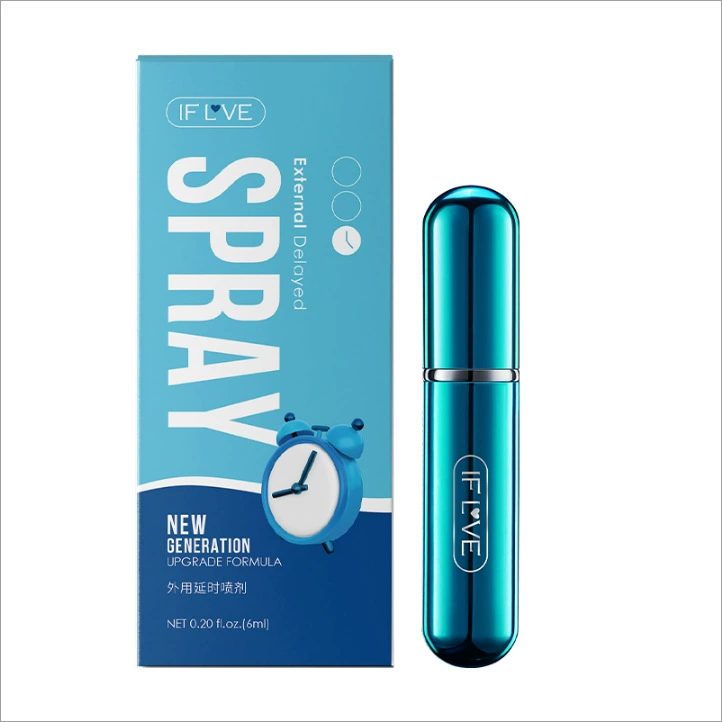 IF LOVE
SPRAY
External Delayed
NEW
GENERATION
UPGRADE FORMULA
外用延时喷剂
NET 0.20 fl.oz.(6ml)
IF LOVE